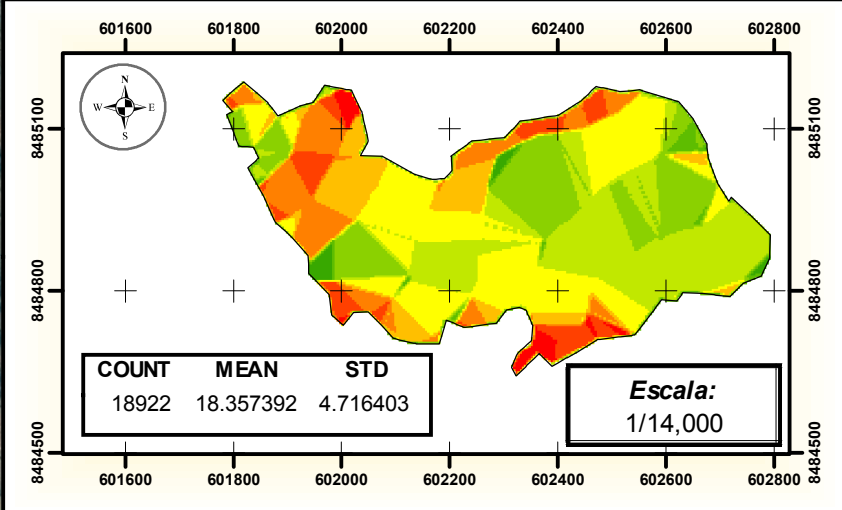 601600 601800 602000 602200 602400 602600 602800
8485100 8485100
8484800 8484800
8484500 8484500
N
W E
S
COUNT MEAN STD
18922 18.357392 4.716403
Escala:
1/14,000
601600 601800 602000 602200 602400 602600 602800